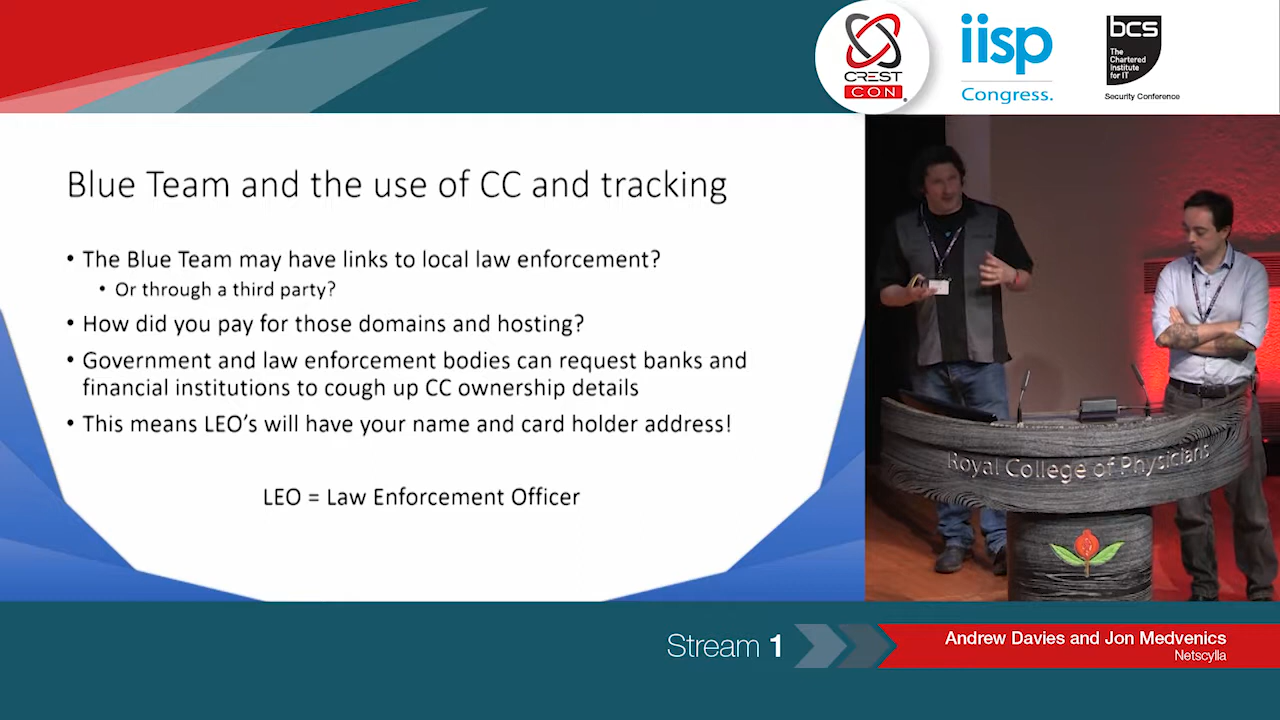 CREST
CON
iisp
Congress.
bcs
The
Chartered
Institute
for IT
Security Conference
Blue Team and the use of CC and tracking
• The Blue Team may have links to local law enforcement?
• Or through a third party?
• How did you pay for those domains and hosting?
• Government and law enforcement bodies can request banks and
financial institutions to cough up CC ownership details
• This means LEO’s will have your name and card holder address!
LEO = Law Enforcement Officer
Royal College of Physicians
Stream 1
Andrew Davies and Jon Medvenics
Netscylla